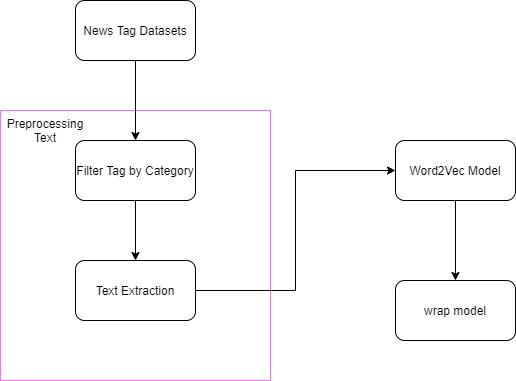 News Tag Datasets
Preprocessing
Text
Filter Tag by Category
Word2Vec Model
Text Extraction
wrap model